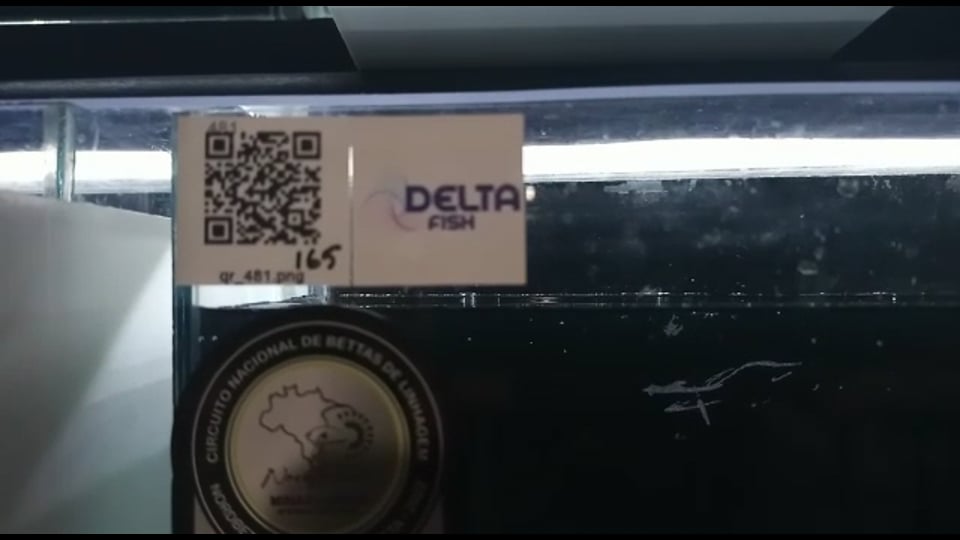 481
165
qr_481.png
DELTA
FISH
CIRCUITO NACIONAL DE BETTAS DE LINHAGEM